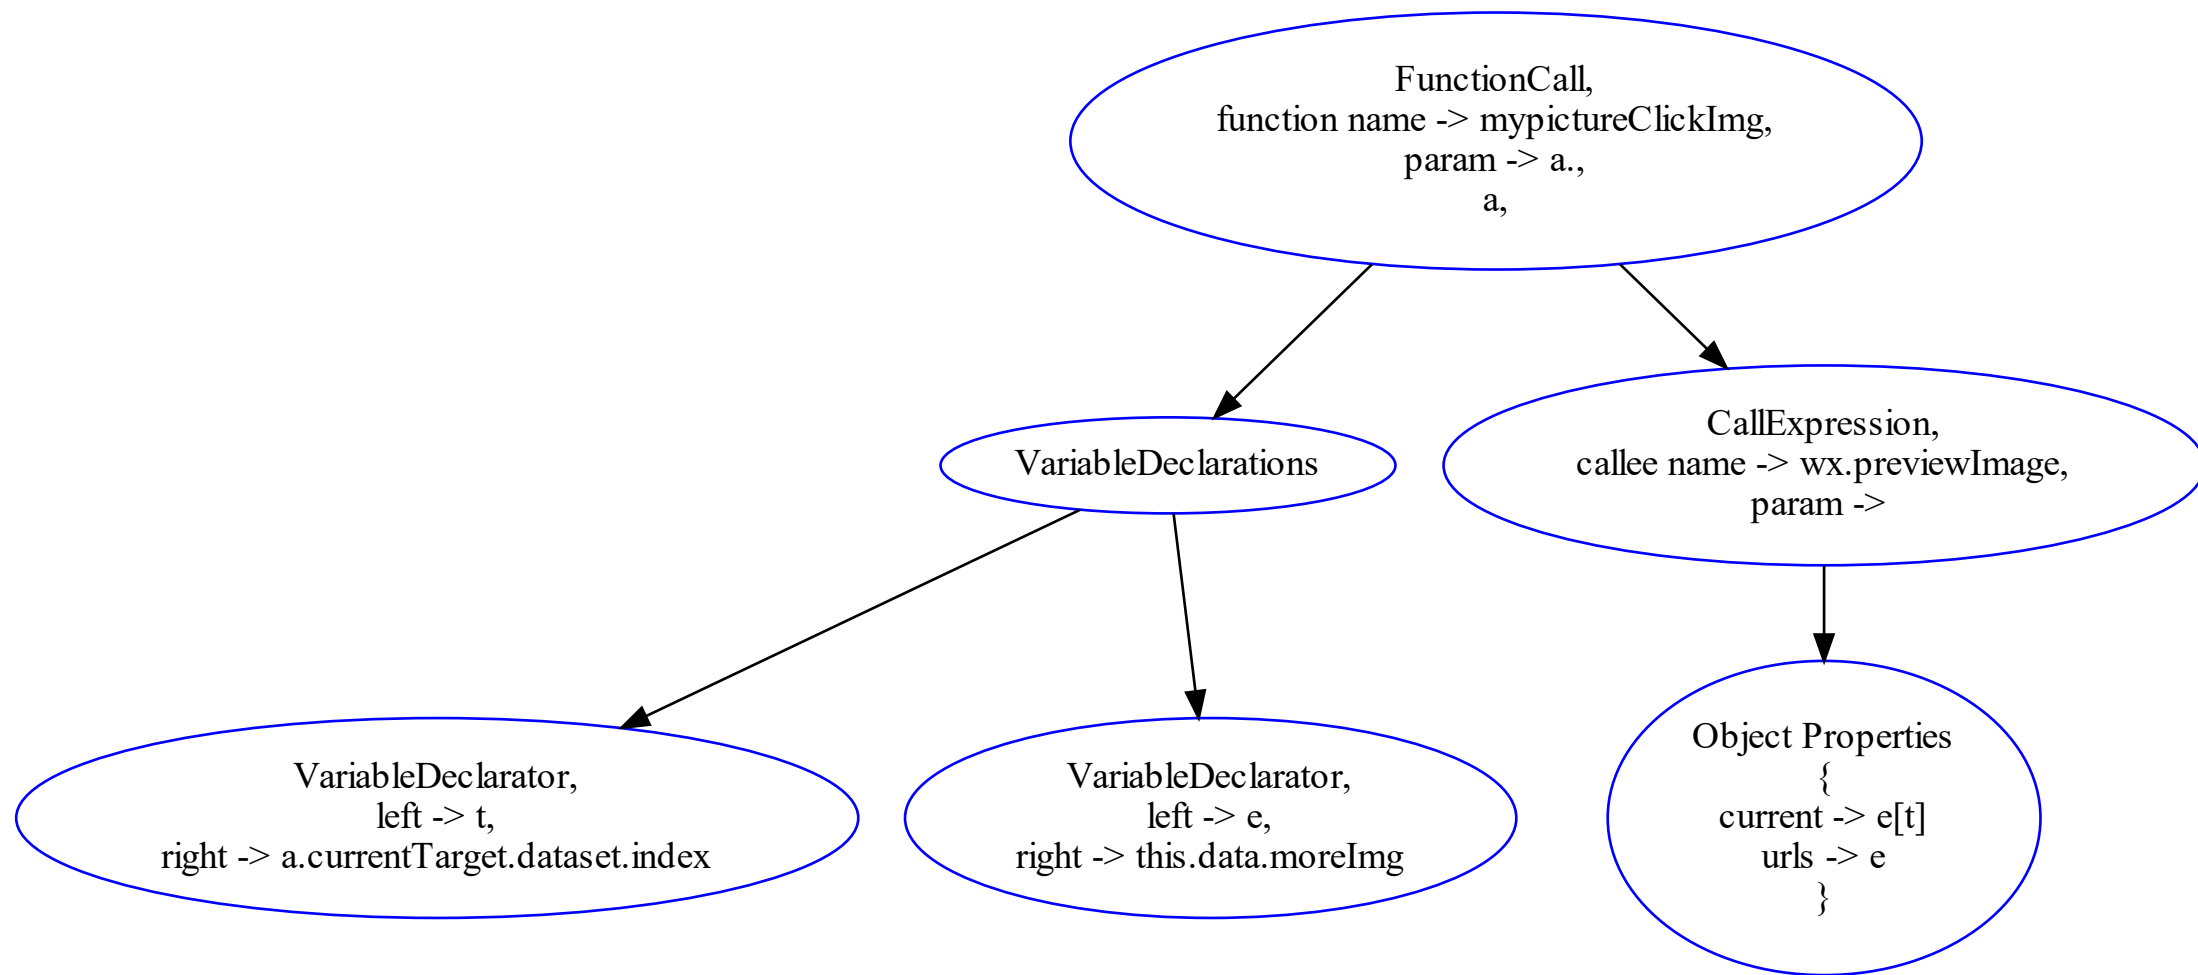 FunctionCall,
function name -> mypictureClickImg,
param -> a.,
a,
VariableDeclarations
CallExpression,
callee name -> wx.previewImage,
param ->
VariableDeclarator,
left -> t,
right -> a.currentTarget.dataset.index
VariableDeclarator,
left -> e,
right -> this.data.moreImg
Object Properties
{
current -> e[t]
urls -> e
}